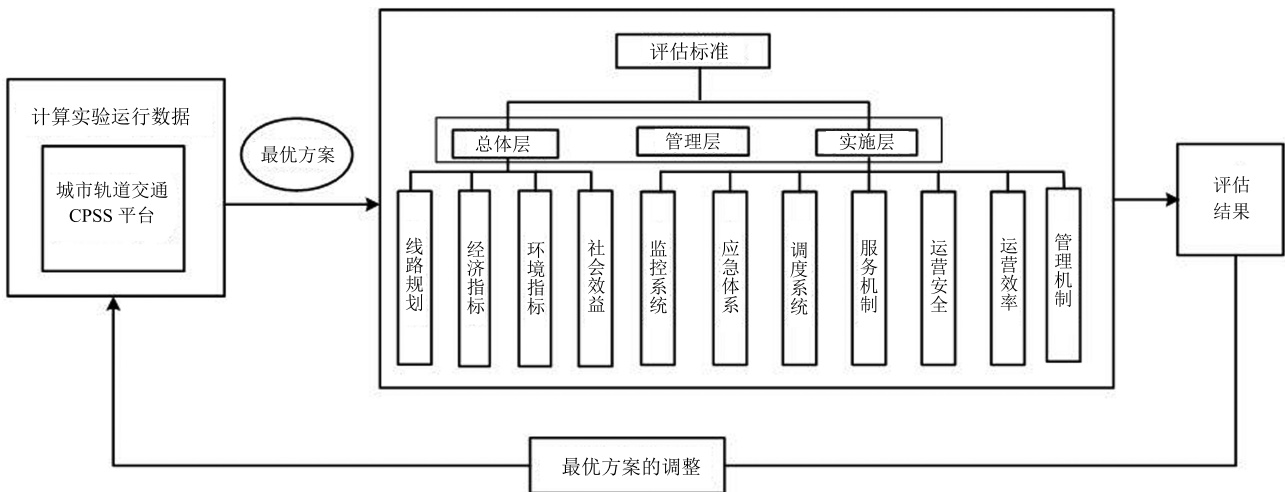 计算实验运行数据
城市轨道交通
CPSS 平台
最优方案
评估标准
总体层
管理层
实施层
线路规划
经济指标
环境指标
社会效益
监控系统
应急体系
调度系统
服务机制
运营安全
运营效率
管理机制
评估
结果
最优方案的调整